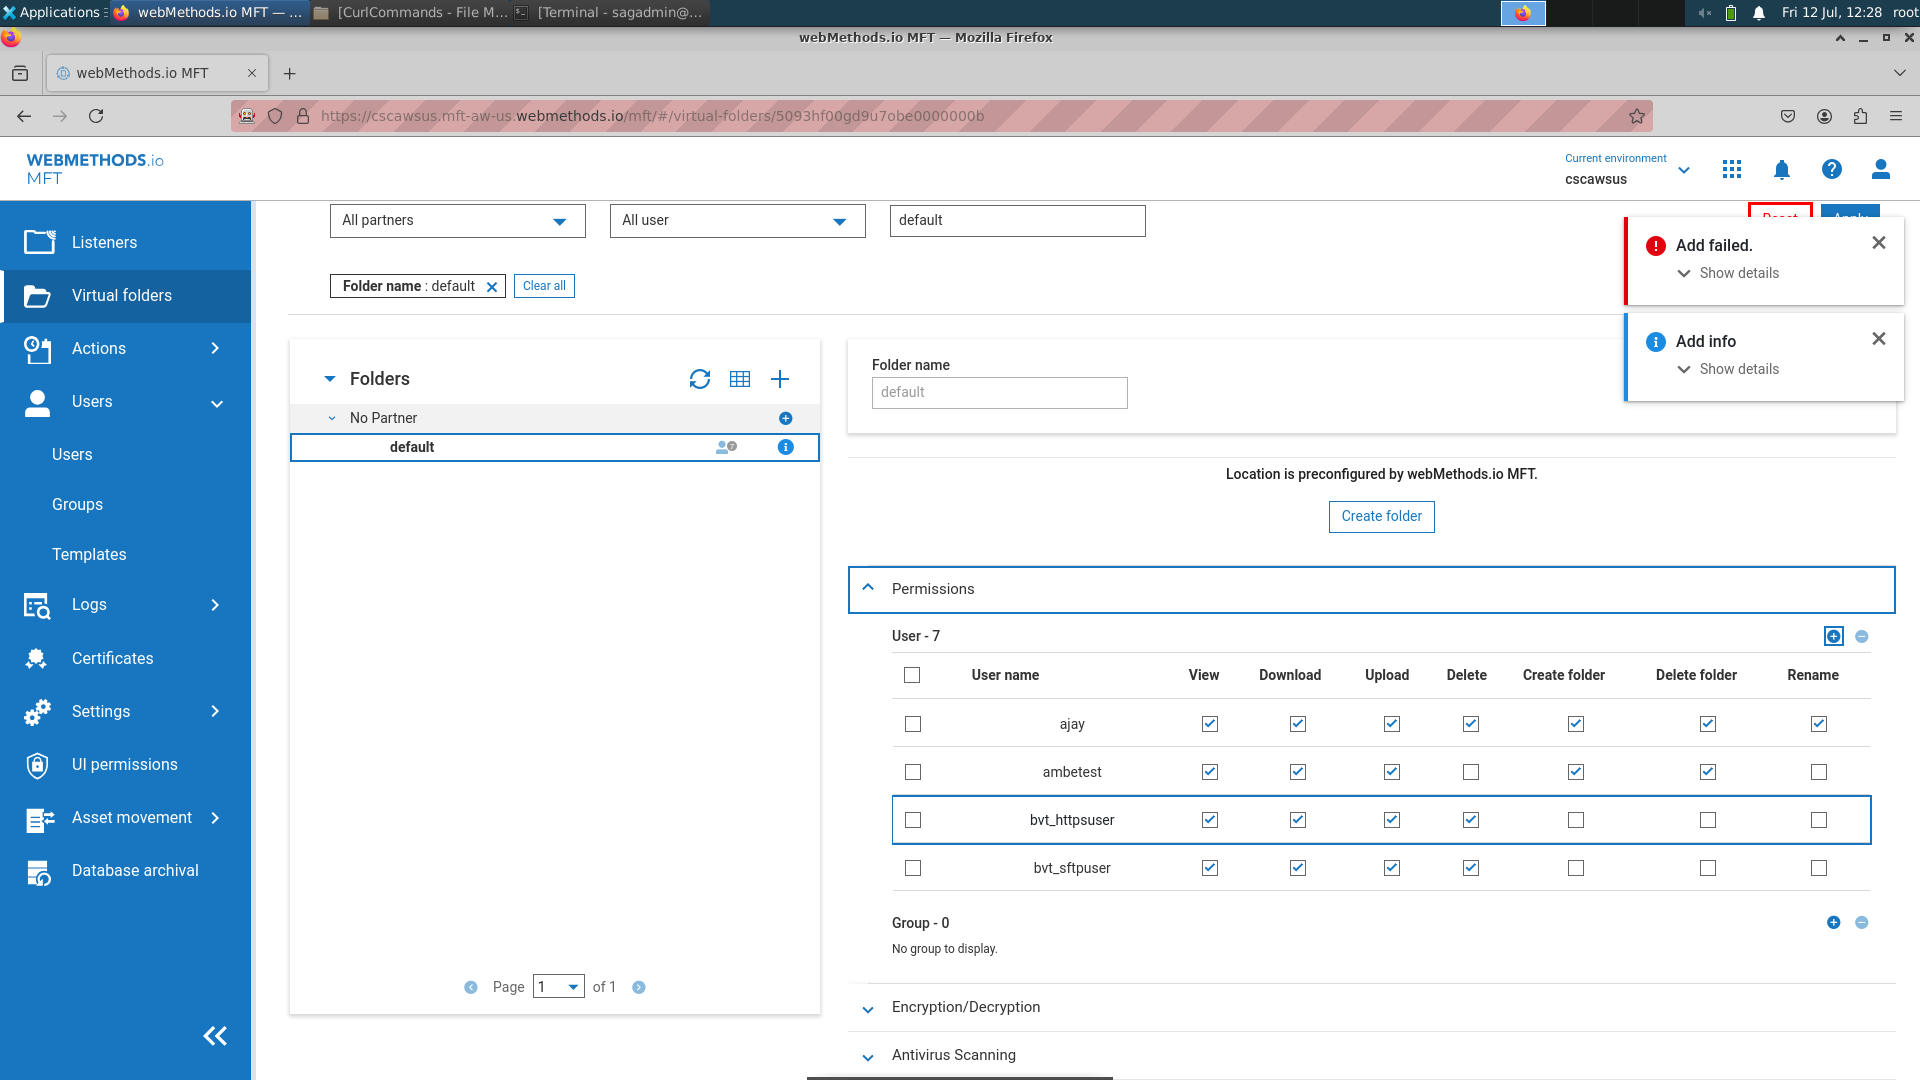 Applications
webMethods.io MFT — ...
[CurlCommands - File M...
[Terminal - sagadmin@...
Fri 12 Jul, 12:28
root
webMethods.io MFT — Mozilla Firefox
webMethods.io MFT
https://cscawsus.mft-aw-us.webmethods.io/mft/#/virtual-folders/5093hf00gd9u7obe0000000b
WEBMETHODS.io
MFT
Current environment
cscawsus
Listeners
Virtual folders
Actions
Users
Users
Groups
Templates
Logs
Certificates
Settings
UI permissions
Asset movement
Database archival
All partners
All user
default
Reset
Apply
Folder name : default
Clear all
Add failed.
Show details
Add info
Show details
Folders
No Partner
default
Page 1 of 1
Folder name
default
Location is preconfigured by webMethods.io MFT.
Create folder
Permissions
User - 7
User name View Download Upload Delete Create folder Delete folder Rename
ajay
ambetest
bvt_httpsuser
bvt_sftpuser
Group - 0
No group to display.
Encryption/Decryption
Antivirus Scanning